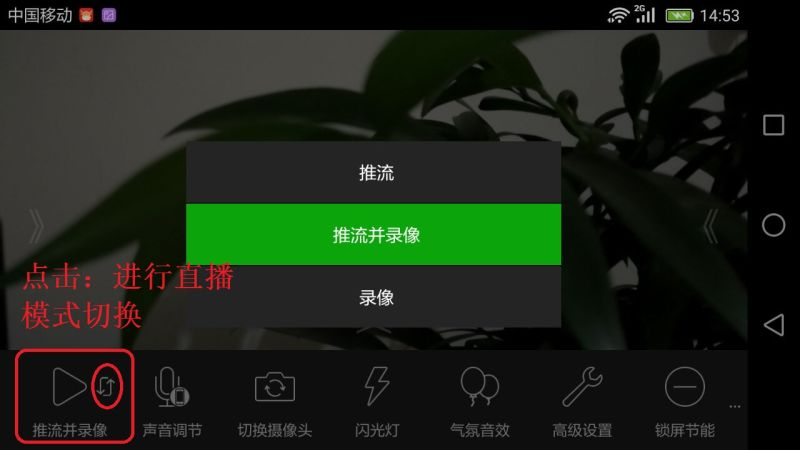 中国移动
2G
14:53
推流
推流并录像
录像
点击：进行直播
模式切换
推流并录像
声音调节
切换摄像头
闪光灯
气氛音效
高级设置
锁屏节能
...